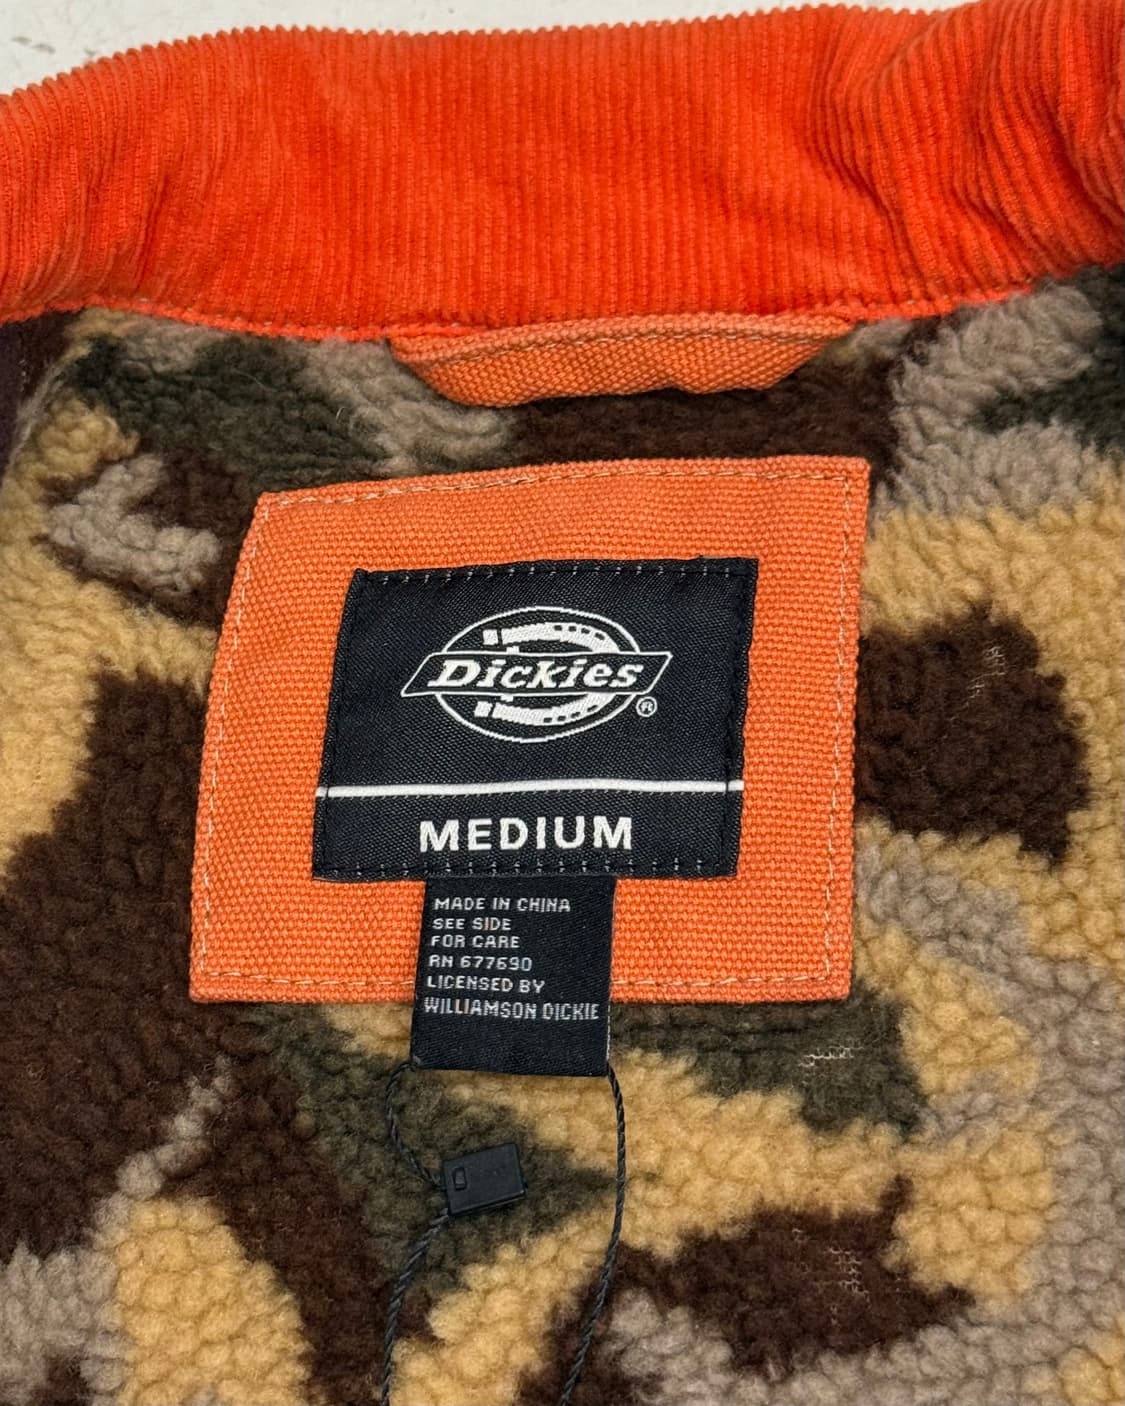 Dickies®
MEDIUM
MADE IN CHINA
SEE SIDE
FOR CARE
RN 677690
LICENSED BY
WILLIAMSON DICKIE